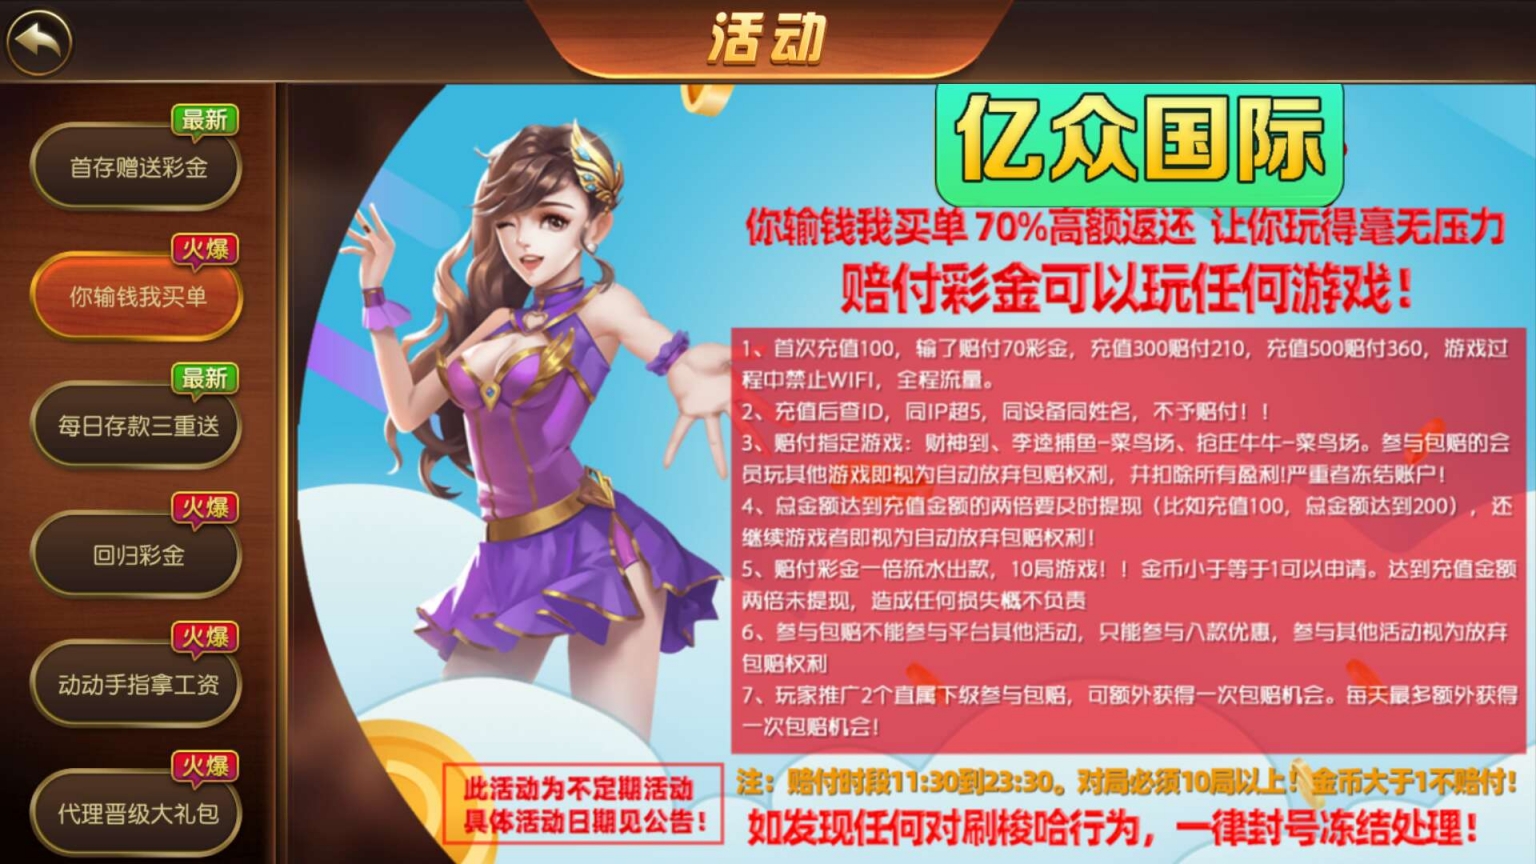 活动
最新
首存赠送彩金
火爆
你输钱我买单
最新
每日存款三重送
火爆
回归彩金
火爆
动动手指拿工资
火爆
代理晋级大礼包
亿众国际
你输钱我买单 70%高额返还 让你玩得毫无压力
赔付彩金可以玩任何游戏！
1、首次充值100，输了赔付70彩金，充值300赔付210，充值500赔付360，游戏过
程中禁止WIFI，全程流量。
2、充值后查ID，同IP超5，同设备同姓名，不予赔付！！
3、赔付指定游戏：财神到、李逵捕鱼-菜鸟场、抢庄牛牛-菜鸟场。参与包赔的会
员玩其他游戏即视为自动放弃包赔权利，并扣除所有盈利!严重者冻结账户!
4、总金额达到充值金额的两倍要及时提现（比如充值100，总金额达到200），还
继续游戏者即视为自动放弃包赔权利!
5、赔付彩金一倍流水出款，10局游戏！！金币小于等于1可以申请。达到充值金额
两倍未提现，造成任何损失概不负责
6、参与包赔不能参与平台其他活动，只能参与八款优惠，参与其他活动视为放弃
包赔权利
7、玩家推广2个直属下级参与包赔，可额外获得一次包赔机会。每天最多额外获得
一次包赔机会!
此活动为不定期活动
具体活动日期见公告！
注：赔付时段11:30到23:30。对局必须10局以上！金币大于1不赔付！
如发现任何对刷梭哈行为，一律封号冻结处理！